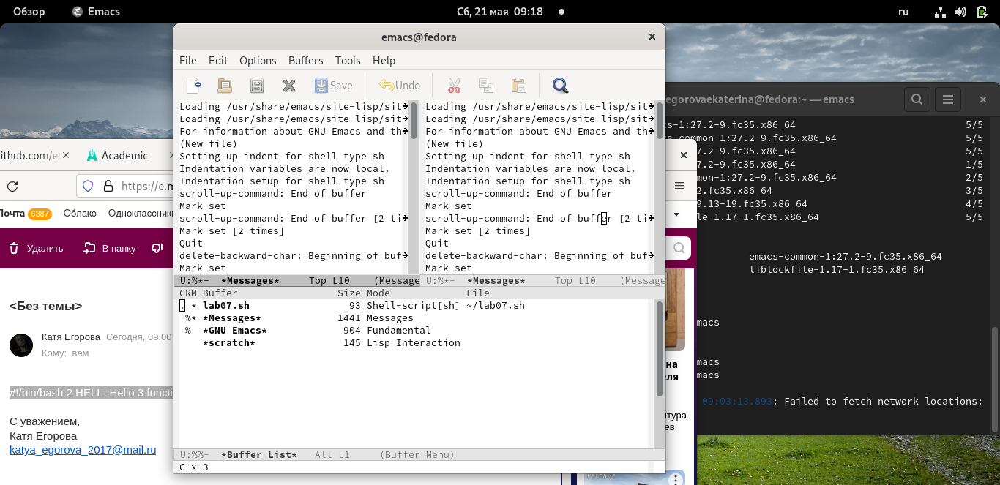 Обзор Emacs Сб, 21 мая 09:18 ru
emacs@fedora
File Edit Options Buffers Tools Help
Save Undo
Loading /usr/share/emacs/site-lisp/sit
Loading /usr/share/emacs/site-lisp/sit
For information about GNU Emacs and th
(New file)
Setting up indent for shell type sh
Indentation variables are now local.
Indentation setup for shell type sh
scroll-up-command: End of buffer
Mark set
scroll-up-command: End of buffer [2 ti
Mark set [2 times]
Quit
delete-backward-char: Beginning of buf
Mark set
U:%*- *Messages* Top L10 (Message
Loading /usr/share/emacs/site-lisp/sit
Loading /usr/share/emacs/site-lisp/sit
For information about GNU Emacs and th
(New file)
Setting up indent for shell type sh
Indentation variables are now local.
Indentation setup for shell type sh
scroll-up-command: End of buffer
Mark set
scroll-up-command: End of buffer [2 ti
Mark set [2 times]
Quit
delete-backward-char: Beginning of buf
Mark set
U:%*- *Messages* Top L10 (Message
CRM Buffer Size Mode File
. * lab07.sh 93 Shell-script[sh] ~/lab07.sh
%* *Messages* 1441 Messages
% *GNU Emacs* 904 Fundamental
*scratch* 145 Lisp Interaction
U:%%- *Buffer List* All L1 (Buffer Menu)
C-x 3
ithub.com/e Academic
https://e.m
Почта 6387 Облако Одноклассники
Удалить В папку
<Без темы>
Катя Егорова Сегодня, 09:00
Кому: вам
#!/bin/bash 2 HELL=Hello 3 functi
С уважением,
Катя Егорова
katya_egorova_2017@mail.ru
на
еля
тура
ев
Реклама
egorovaekaterina@fedora:~ — emacs
s-1:27.2-9.fc35.x86_64 5/5
s-common-1:27.2-9.fc35.x86_64 5/5
7.2-9.fc35.x86_64 5/5
7.2-9.fc35.x86_64 1/5
mon-1:27.2-9.fc35.x86_64 2/5
2.fc35.x86_64 3/5
9.13-19.fc35.x86_64 4/5
le-1.17-1.fc35.x86_64 5/5
emacs-common-1:27.2-9.fc35.x86_64
liblockfile-1.17-1.fc35.x86_64
macs
macs
macs
09:03:13.893: Failed to fetch network locations: